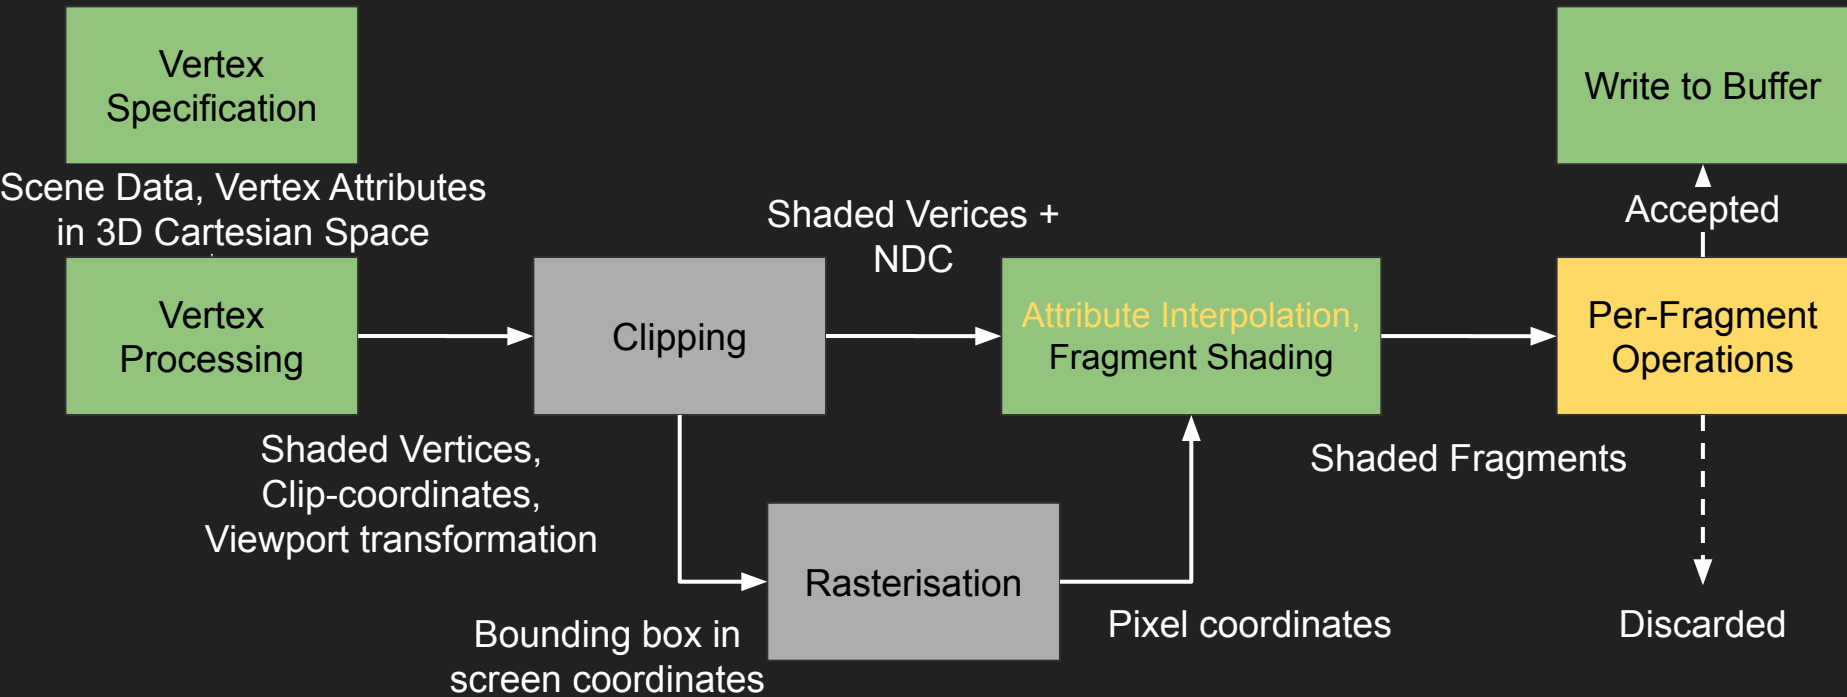 Vertex
Specification
Scene Data, Vertex Attributes
in 3D Cartesian Space
Vertex
Processing
Shaded Vertices,
Clip-coordinates,
Viewport transformation
Clipping
Shaded Verices +
NDC
Bounding box in
screen coordinates
Rasterisation
Pixel coordinates
Attribute Interpolation,
Fragment Shading
Shaded Fragments
Per-Fragment
Operations
Accepted
Write to Buffer
Discarded